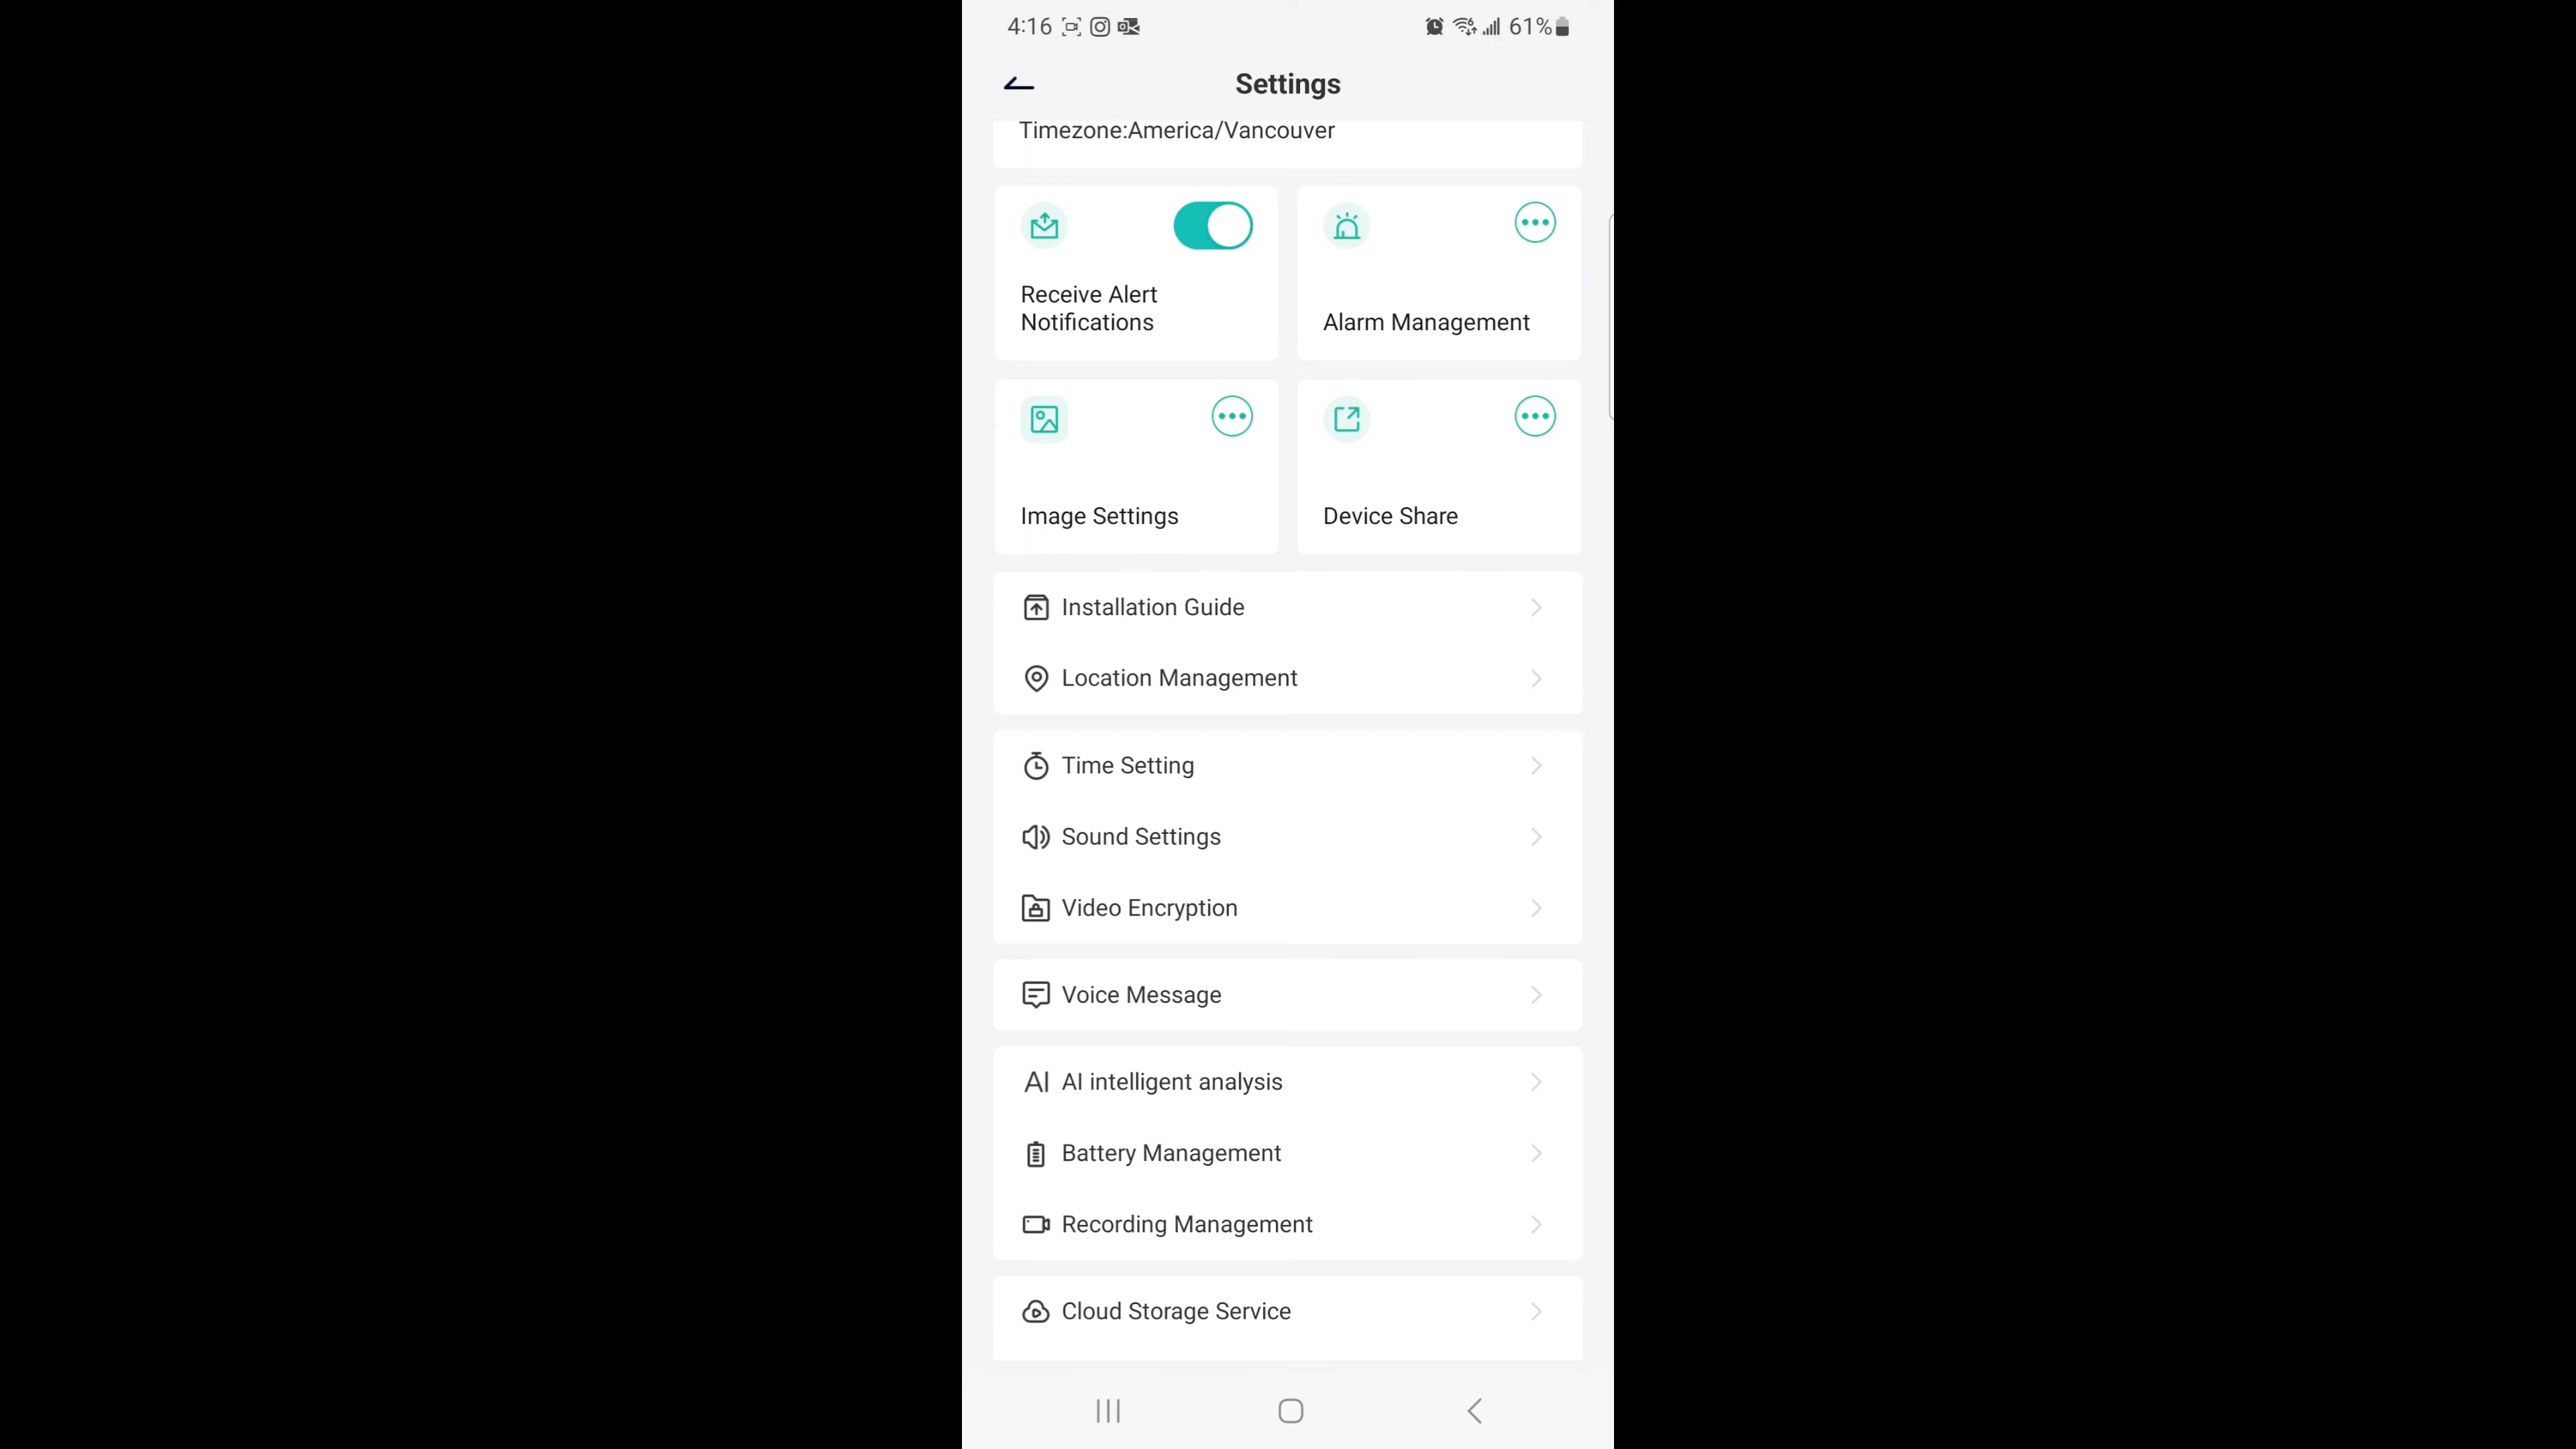 4:16 61%
Settings
Timezone:America/Vancouver
Receive Alert
Notifications
Alarm Management
Image Settings
Device Share
Installation Guide
Location Management
Time Setting
Sound Settings
Video Encryption
Voice Message
AI AI intelligent analysis
Battery Management
Recording Management
Cloud Storage Service